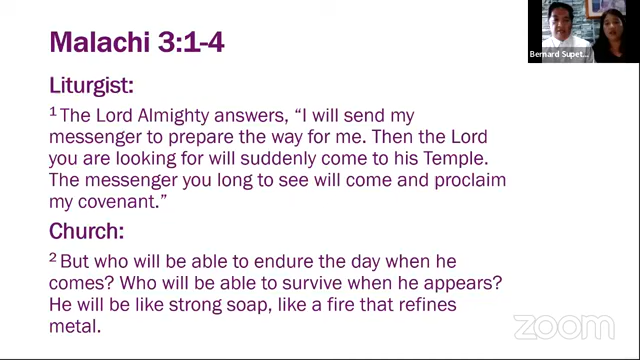 Malachi 3:1-4
Liturgist:
1 The Lord Almighty answers, “I will send my
messenger to prepare the way for me. Then the Lord
you are looking for will suddenly come to his Temple.
The messenger you long to see will come and proclaim
my covenant.”
Church:
2 But who will be able to endure the day when he
comes? Who will be able to survive when he appears?
He will be like strong soap, like a fire that refines
metal.
Bernard Supet...
zoom